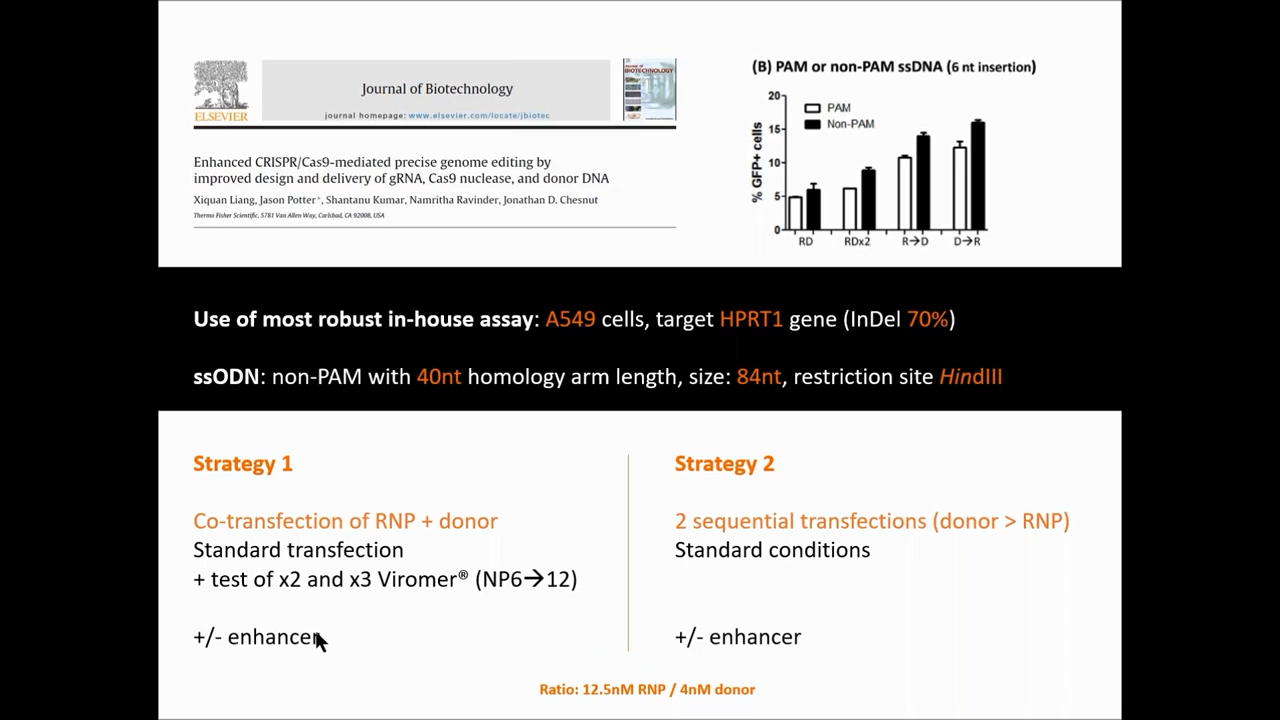 ELSEVIER
Journal of Biotechnology
journal homepage: www.elsevier.com/locate/jbiotec
BIOTECHNOLOGY
Enhanced CRISPR/Cas9-mediated precise genome editing by
improved design and delivery of gRNA, Cas9 nuclease, and donor DNA
Xiquan Liang, Jason Potter*, Shantanu Kumar, Namritha Ravinder, Jonathan D. Chesnut
Thermo Fisher Scientific, 5781 Van Allen Way, Carlsbad, CA 92008, USA
(B) PAM or non-PAM ssDNA (6 nt insertion)
% GFP+ cells
20
15
10
5
0
PAM
Non-PAM
RD RDx2 R→D D→R
Use of most robust in-house assay: A549 cells, target HPRT1 gene (InDel 70%)
ssODN: non-PAM with 40nt homology arm length, size: 84nt, restriction site HindIII
Strategy 1
Co-transfection of RNP + donor
Standard transfection
+ test of x2 and x3 Viromer® (NP6→12)
+/- enhancer
Strategy 2
2 sequential transfections (donor > RNP)
Standard conditions
+/- enhancer
Ratio: 12.5nM RNP / 4nM donor